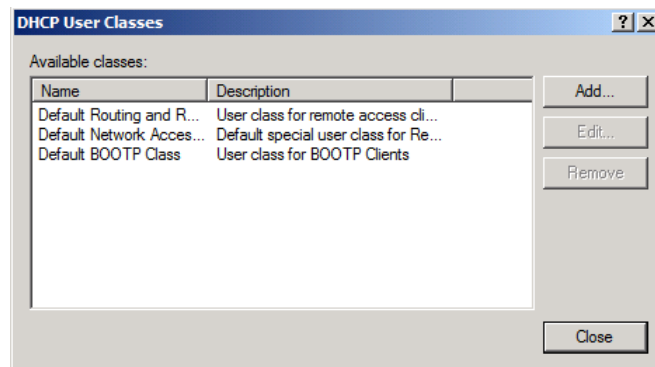 DHCP User Classes
Available classes:
Name Description
Default Routing and R... User class for remote access cli...
Default Network Acces... Default special user class for Re...
Default BOOTP Class User class for BOOTP Clients
Add...
Edit...
Remove
Close